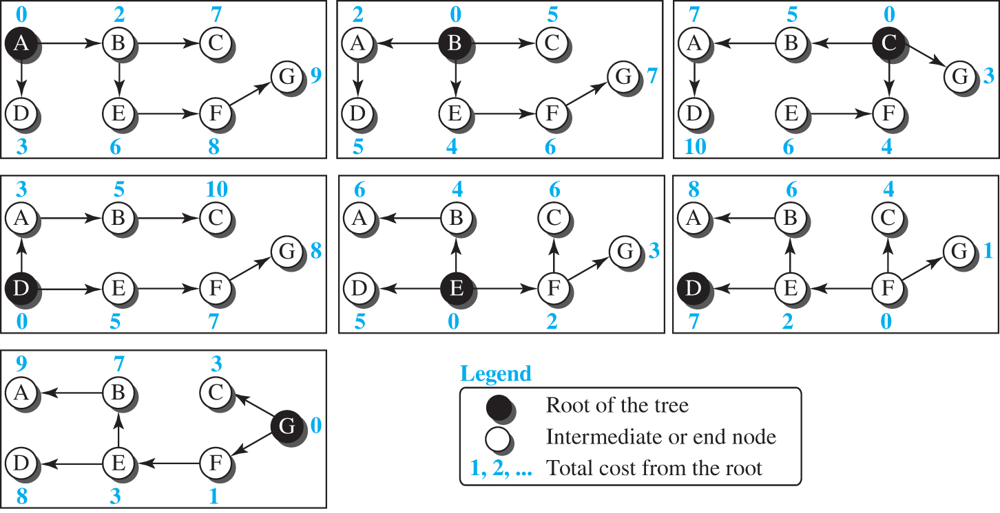 0 2 7
A B C
G 9
D E F
3 6 8
2 0 5
A B C
G 7
D E F
5 4 6
7 5 0
A B C
G 3
D E F
10 6 4
3 5 10
A B C
G 8
D E F
0 5 7
6 4 6
A B C
G 3
D E F
5 0 2
8 6 4
A B C
G 1
D E F
7 2 0
9 7 3
A B C
G 0
D E F
8 3 1
Legend
Root of the tree
Intermediate or end node
1, 2, ... Total cost from the root